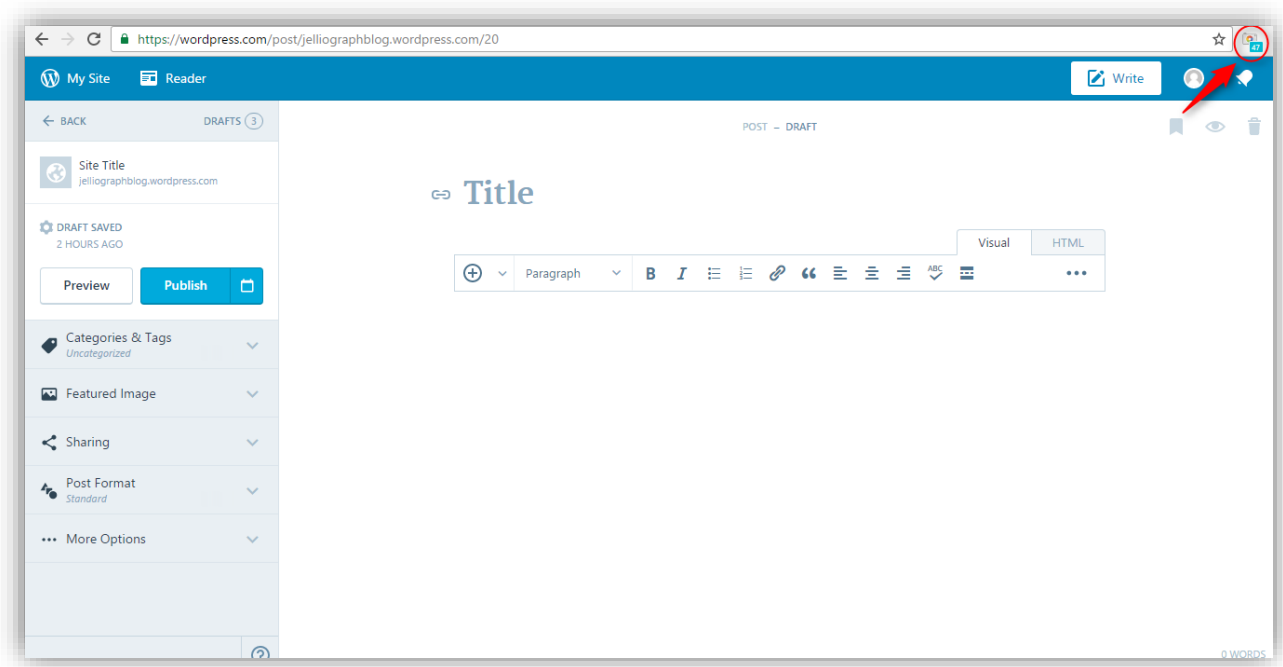 https://wordpress.com/post/jelliographblog.wordpress.com/20
47
My Site Reader Write
BACK DRAFTS 3
POST – DRAFT
Site Title
jelliographblog.wordpress.com
Title
DRAFT SAVED
2 HOURS AGO
Visual HTML
Paragraph B I ABC
Preview Publish
Categories & Tags
Uncategorized
Featured Image
Sharing
Post Format
Standard
More Options
0 WORDS